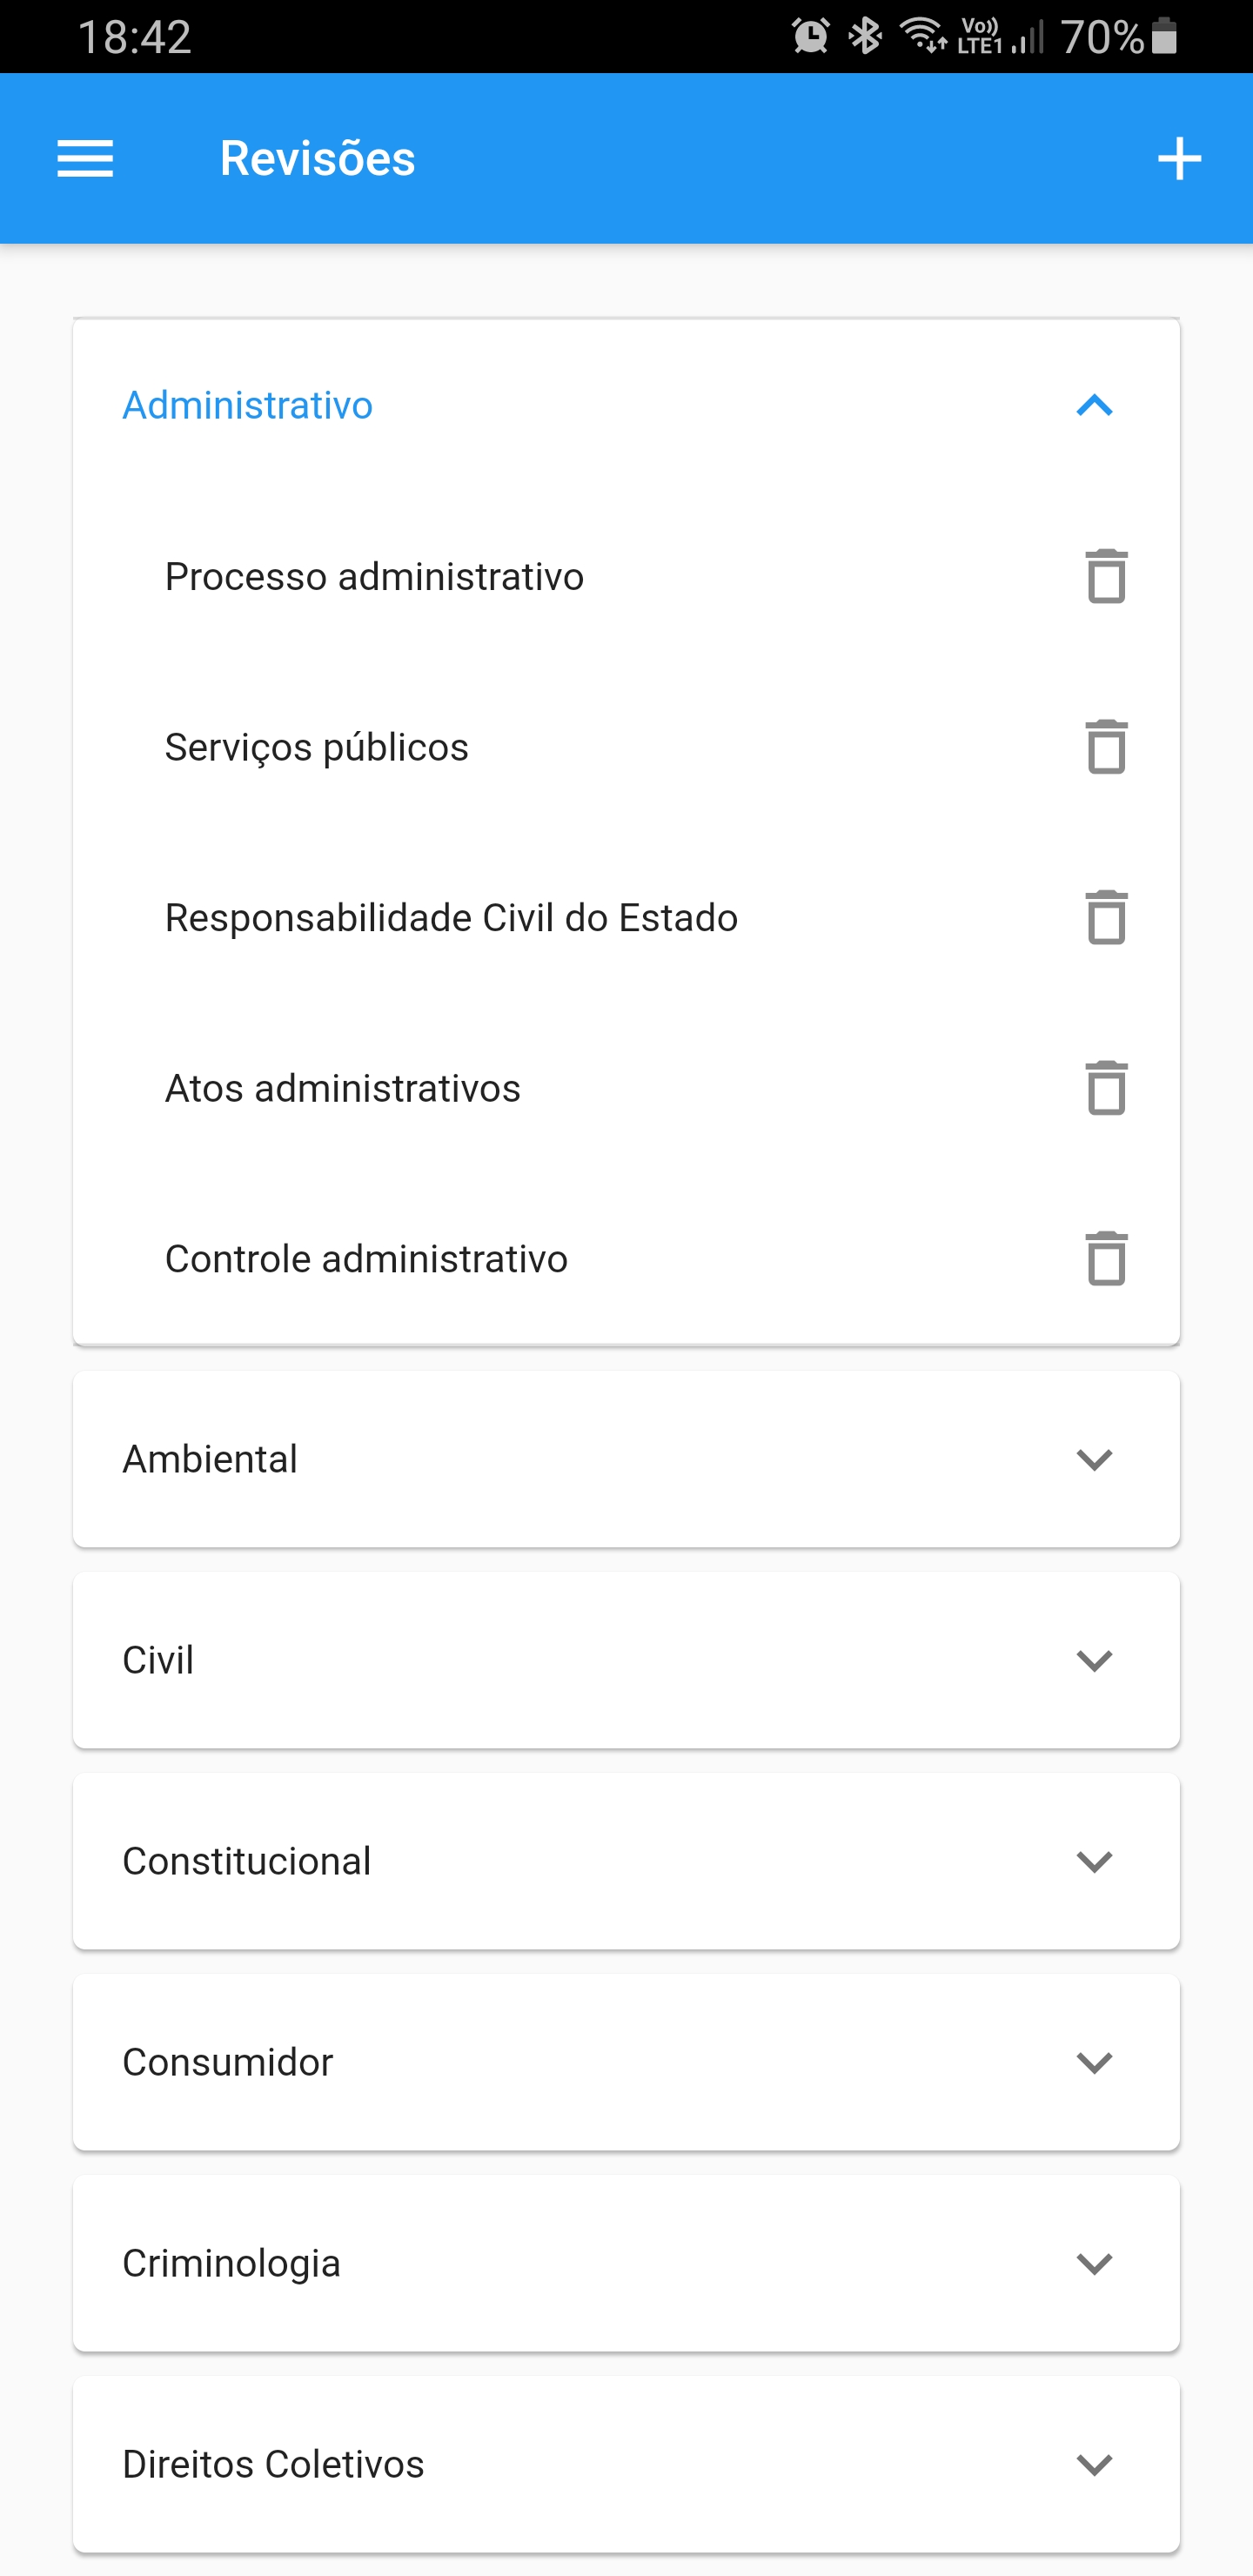 18:42
Vo)) LTE1 70%
Revisões
Administrativo
Processo administrativo
Serviços públicos
Responsabilidade Civil do Estado
Atos administrativos
Controle administrativo
Ambiental
Civil
Constitucional
Consumidor
Criminologia
Direitos Coletivos